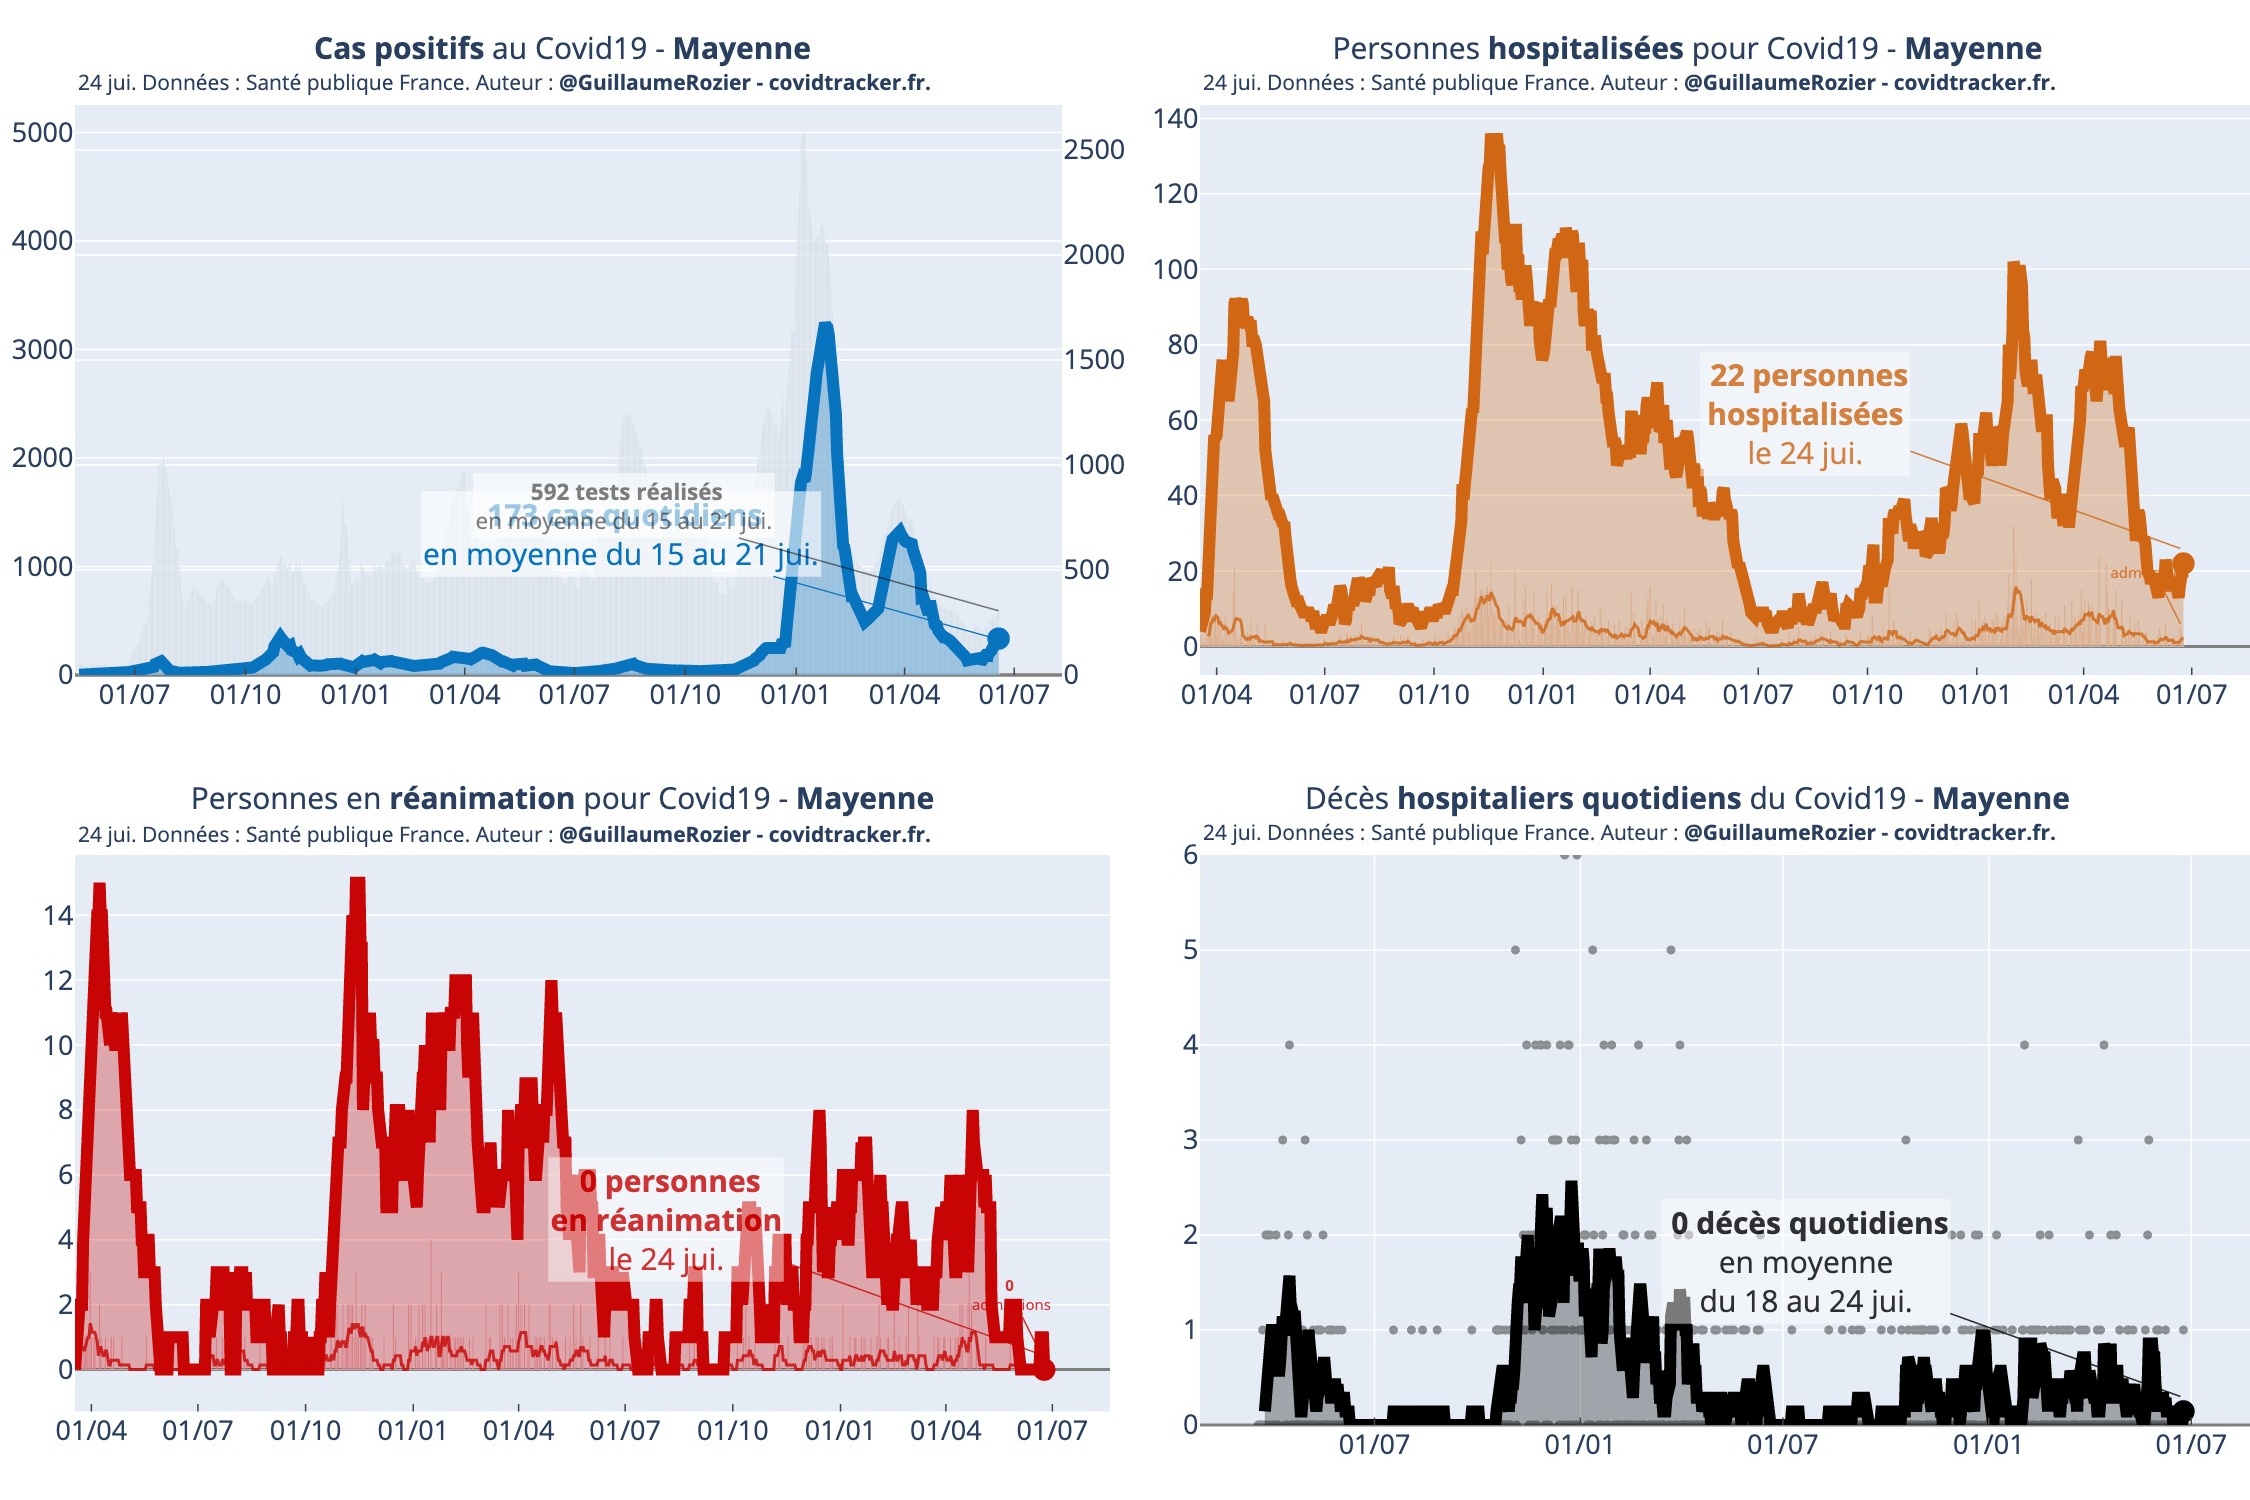 Cas positifs au Covid19 - Mayenne
24 jui. Données : Santé publique France. Auteur : @GuillaumeRozier - covidtracker.fr.
5000
4000
3000
2000
1000
0
2500
2000
1500
1000
500
0
592 tests réalisés
en moyenne du 15 au 21 jui.
173 cas quotidiens
en moyenne du 15 au 21 jui.
01/07 01/10 01/01 01/04 01/07 01/10 01/01 01/04 01/07
Personnes hospitalisées pour Covid19 - Mayenne
24 jui. Données : Santé publique France. Auteur : @GuillaumeRozier - covidtracker.fr.
140
120
100
80
60
40
20
0
22 personnes
hospitalisées
le 24 jui.
01/04 01/07 01/10 01/01 01/04 01/07 01/10 01/01 01/04 01/07
Personnes en réanimation pour Covid19 - Mayenne
24 jui. Données : Santé publique France. Auteur : @GuillaumeRozier - covidtracker.fr.
14
12
10
8
6
4
2
0
0 personnes
en réanimation
le 24 jui.
0
admissions
01/04 01/07 01/10 01/01 01/04 01/07 01/10 01/01 01/04 01/07
Décès hospitaliers quotidiens du Covid19 - Mayenne
24 jui. Données : Santé publique France. Auteur : @GuillaumeRozier - covidtracker.fr.
6
5
4
3
2
1
0
0 décès quotidiens
en moyenne
du 18 au 24 jui.
01/07 01/01 01/07 01/01 01/07